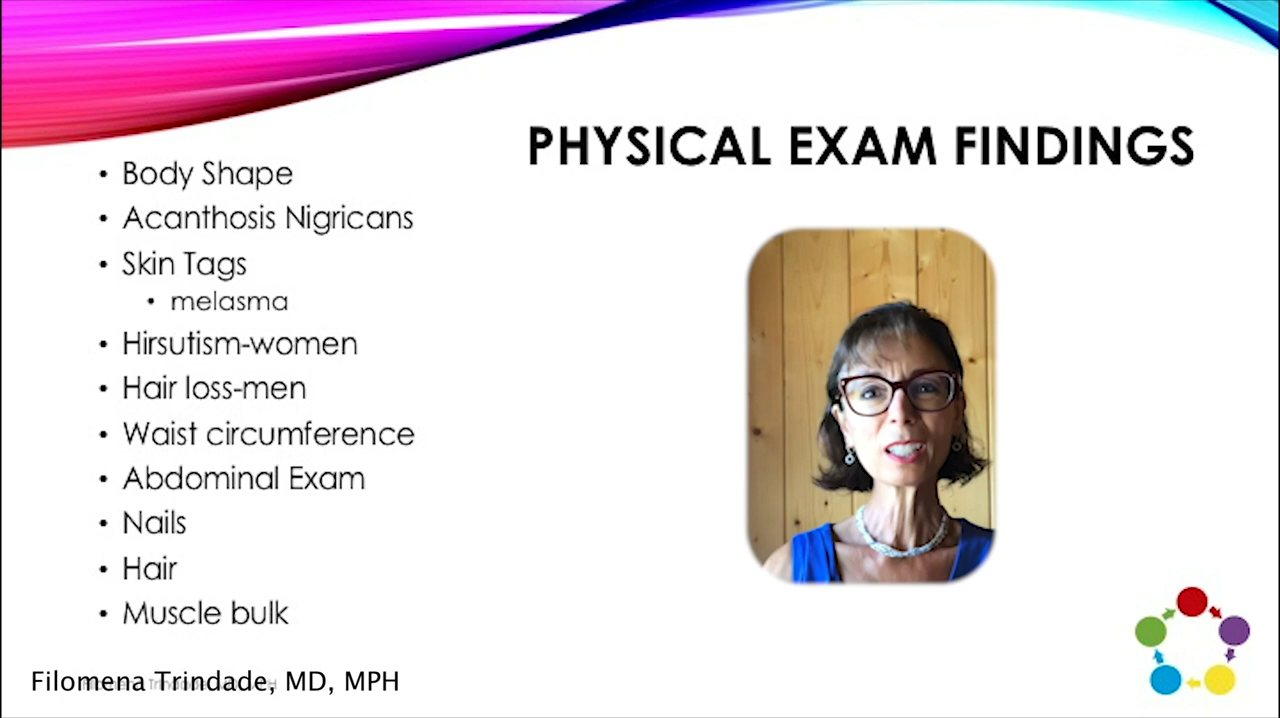 PHYSICAL EXAM FINDINGS
• Body Shape
• Acanthosis Nigricans
• Skin Tags
• melasma
• Hirsutism-women
• Hair loss-men
• Waist circumference
• Abdominal Exam
• Nails
• Hair
• Muscle bulk
Filomena Trindade, MD, MPH